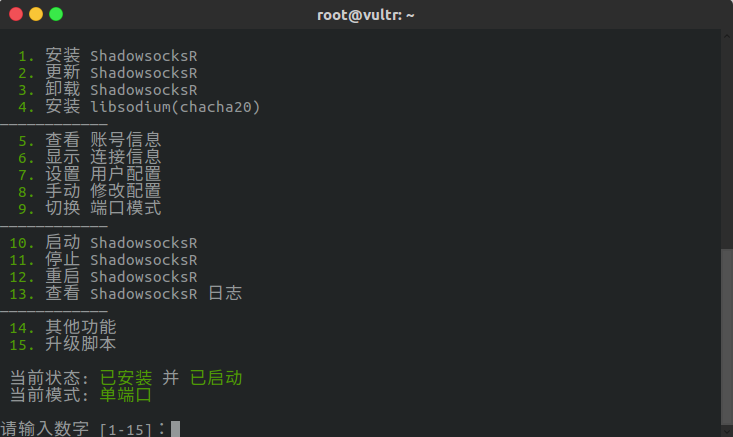 root@vultr: ~
1. 安装 ShadowsocksR
2. 更新 ShadowsocksR
3. 卸载 ShadowsocksR
4. 安装 libsodium(chacha20)
————————————
5. 查看 账号信息
6. 显示 连接信息
7. 设置 用户配置
8. 手动 修改配置
9. 切换 端口模式
————————————
10. 启动 ShadowsocksR
11. 停止 ShadowsocksR
12. 重启 ShadowsocksR
13. 查看 ShadowsocksR 日志
————————————
14. 其他功能
15. 升级脚本
当前状态: 已安装 并 已启动
当前模式: 单端口
请输入数字 [1-15]：